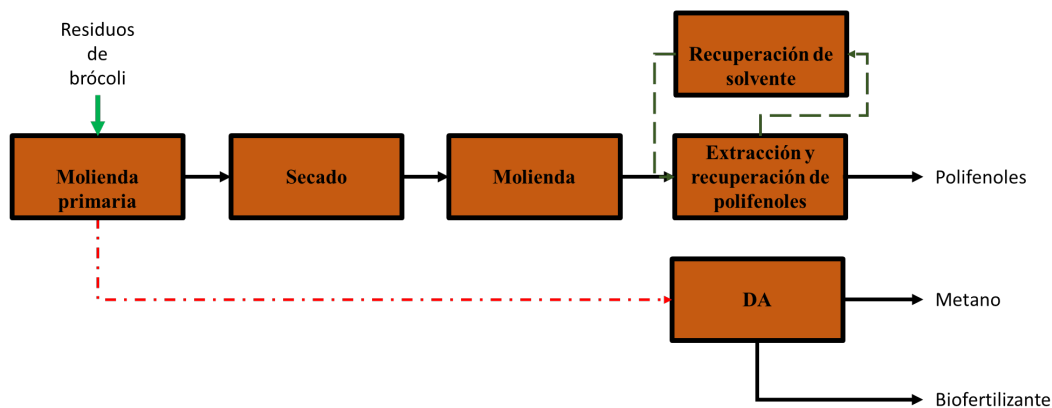 Residuos
de
brócoli
Recuperación de
solvente
Molienda
primaria
Secado
Molienda
Extracción y
recuperación de
polifenoles
Polifenoles
DA
Metano
Biofertilizante